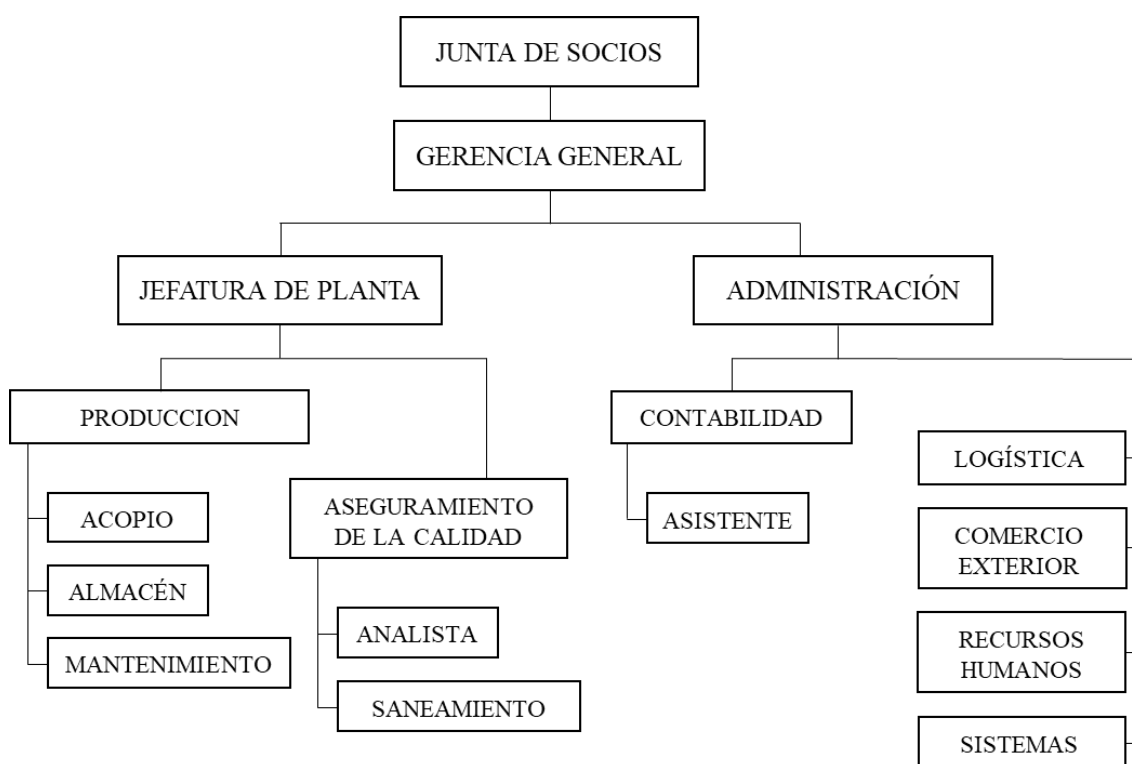 JUNTA DE SOCIOS
GERENCIA GENERAL
JEFATURA DE PLANTA
ADMINISTRACIÓN
PRODUCCION
CONTABILIDAD
LOGÍSTICA
ACOPIO
ASEGURAMIENTO
DE LA CALIDAD
ASISTENTE
COMERCIO
EXTERIOR
ALMACÉN
ANALISTA
RECURSOS
HUMANOS
MANTENIMIENTO
SANEAMIENTO
SISTEMAS